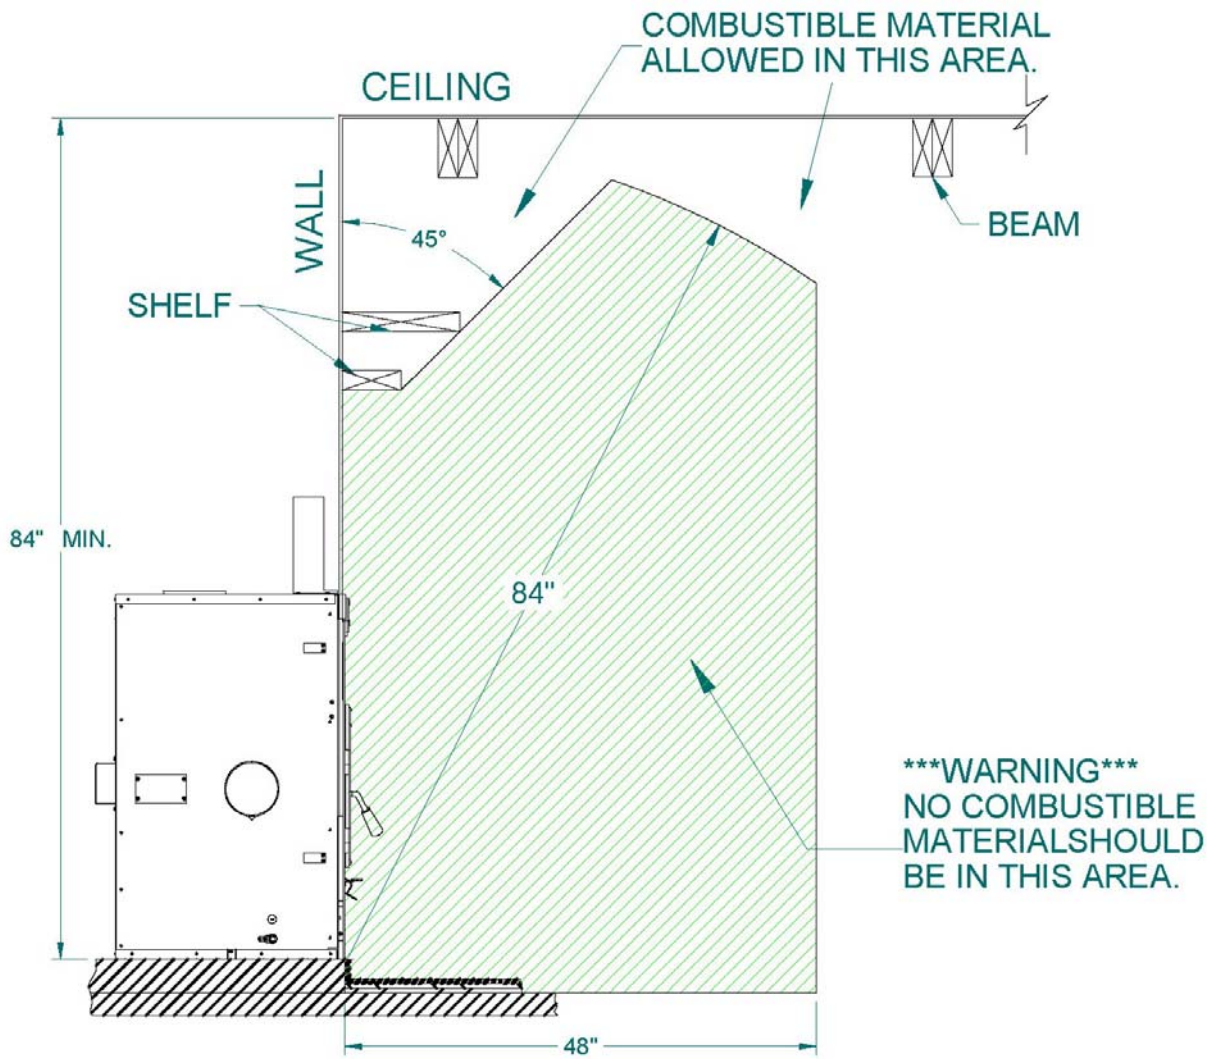 COMBUSTIBLE MATERIAL
ALLOWED IN THIS AREA.
CEILING
WALL
45°
BEAM
SHELF
84" MIN.
84"
***WARNING***
NO COMBUSTIBLE
MATERIALSHOULD
BE IN THIS AREA.
48"